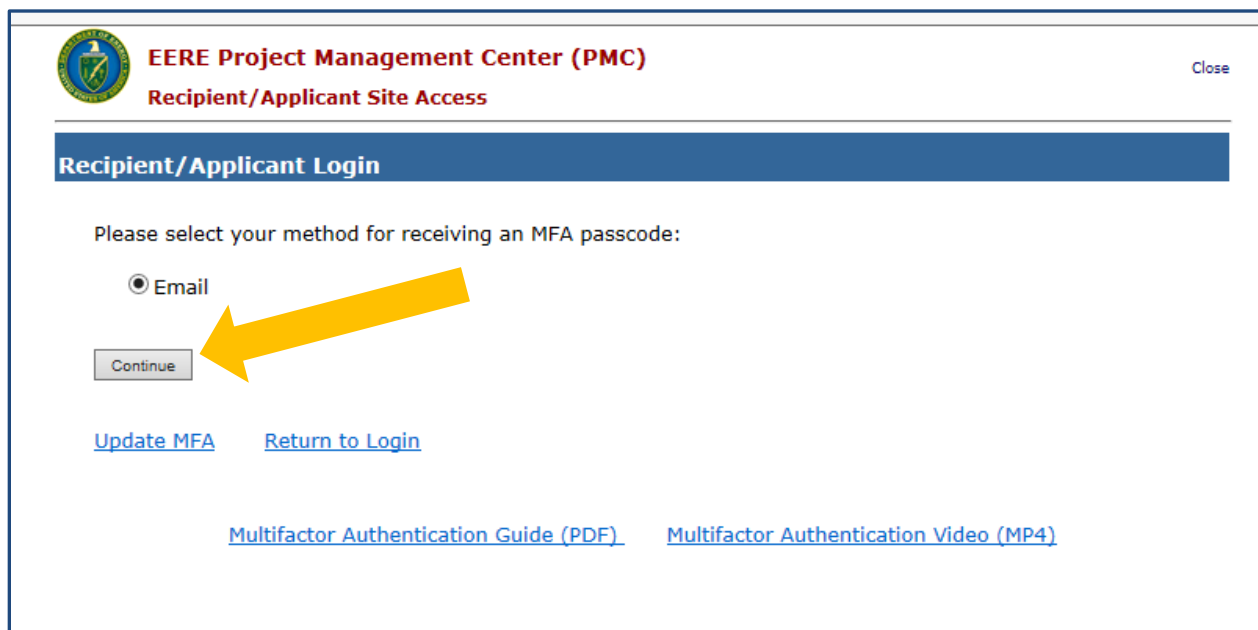 EERE Project Management Center (PMC)
Close
Recipient/Applicant Site Access
Recipient/Applicant Login
Please select your method for receiving an MFA passcode:
Email
Continue
Update MFA Return to Login
Multifactor Authentication Guide (PDF) Multifactor Authentication Video (MP4)